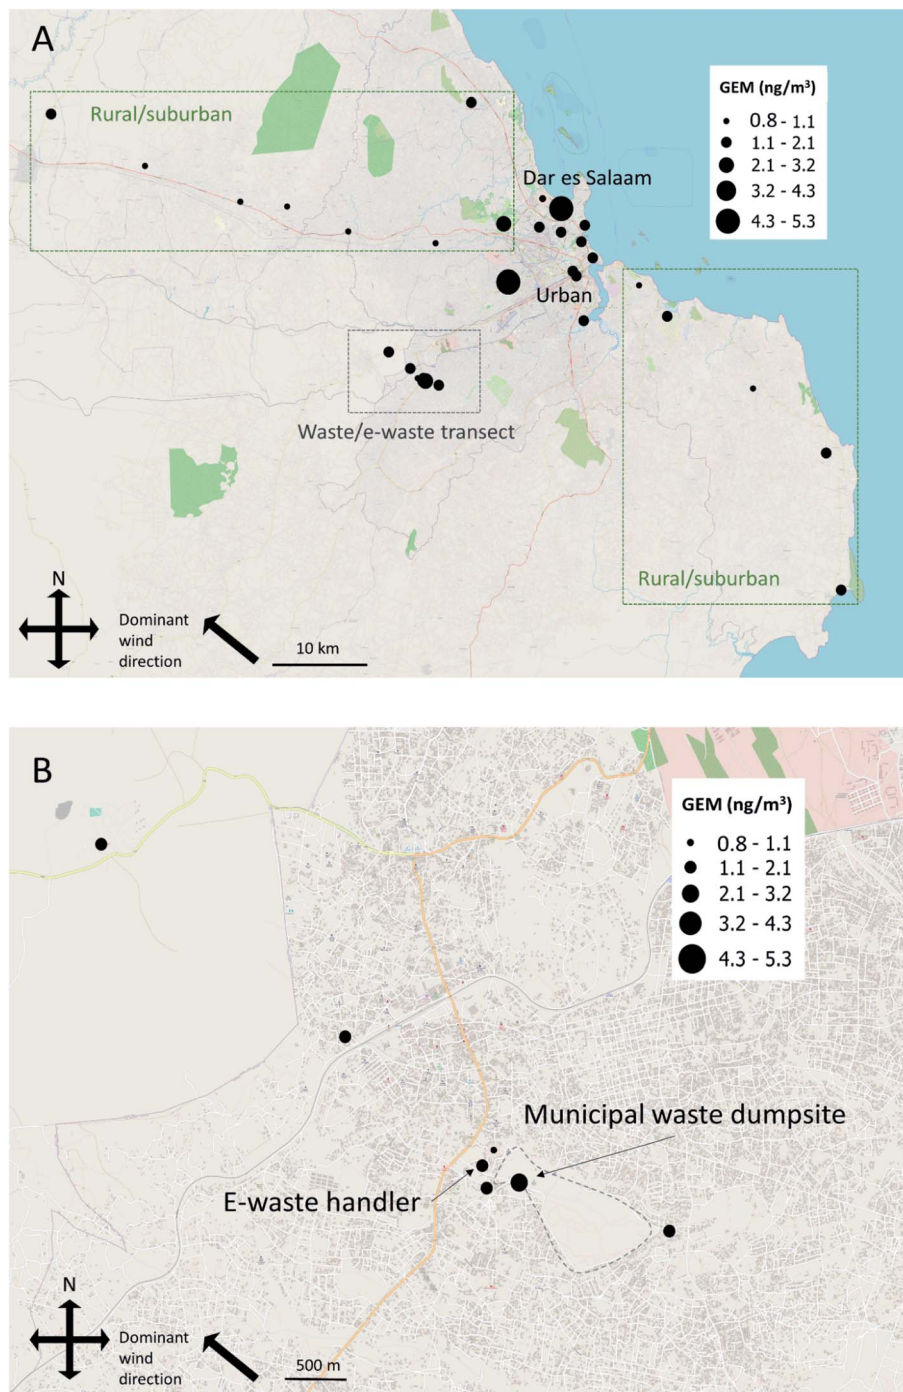 A
GEM (ng/m³)
0.8 - 1.1
1.1 - 2.1
2.1 - 3.2
3.2 - 4.3
4.3 - 5.3
Rural/suburban
Dar es Salaam
Urban
Waste/e-waste transect
Rural/suburban
N
Dominant
wind
direction
10 km
B
GEM (ng/m³)
0.8 - 1.1
1.1 - 2.1
2.1 - 3.2
3.2 - 4.3
4.3 - 5.3
Municipal waste dumpsite
E-waste handler
N
Dominant
wind
direction
500 m